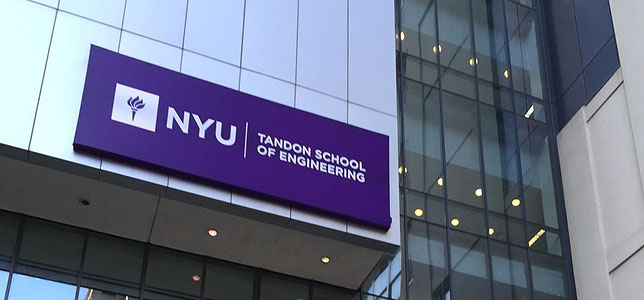 NYU
TANDON SCHOOL
OF ENGINEERING